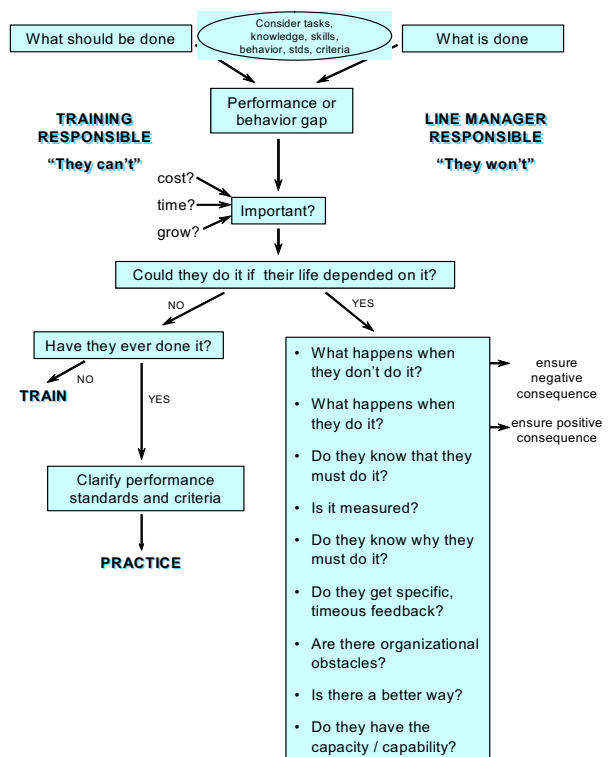 Consider tasks,
knowledge, skills,
behavior, stds, criteria
What should be done
What is done
Performance or
behavior gap
TRAINING
RESPONSIBLE
“They can’t”
LINE MANAGER
RESPONSIBLE
“They won’t”
cost?
time?
grow?
Important?
Could they do it if their life depended on it?
NO
YES
Have they ever done it?
NO
TRAIN
YES
Clarify performance
standards and criteria
PRACTICE
• What happens when
they don’t do it?
ensure
negative
consequence
• What happens when
they do it?
ensure positive
consequence
• Do they know that they
must do it?
• Is it measured?
• Do they know why they
must do it?
• Do they get specific,
timeous feedback?
• Are there organizational
obstacles?
• Is there a better way?
• Do they have the
capacity / capability?